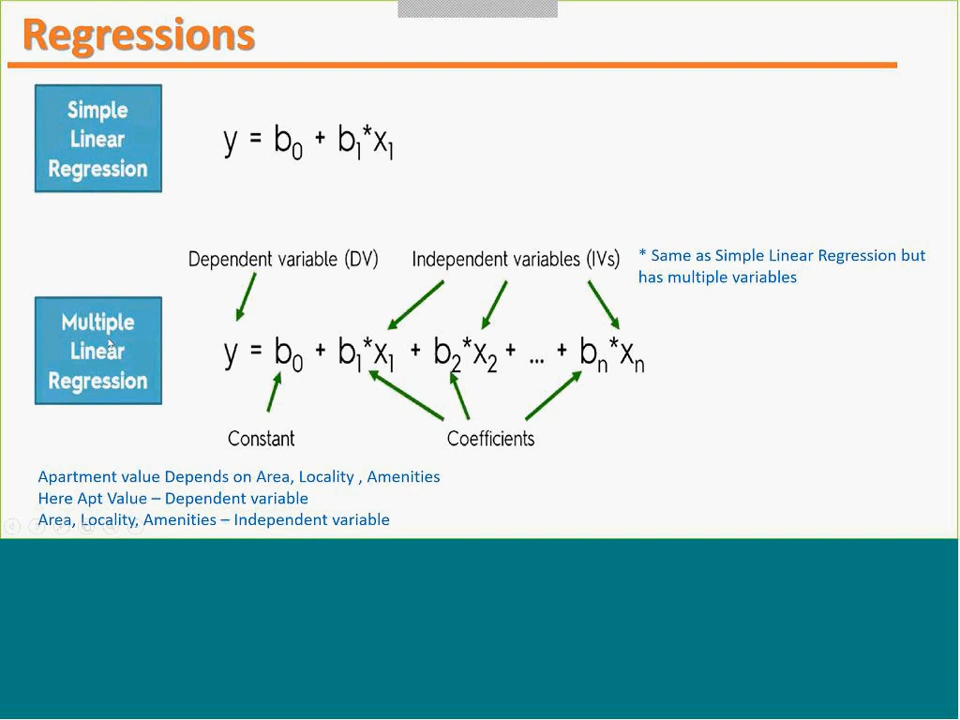 Regressions
Simple
Linear
Regression
y = b₀ + b₁*x₁
Dependent variable (DV) Independent variables (IVs)
* Same as Simple Linear Regression but
has multiple variables
Multiple
Linear
Regression
y = b₀ + b₁*x₁ + b₂*x₂ + ... + bₙ*xₙ
Constant Coefficients
Apartment value Depends on Area, Locality , Amenities
Here Apt Value – Dependent variable
Area, Locality, Amenities – Independent variable